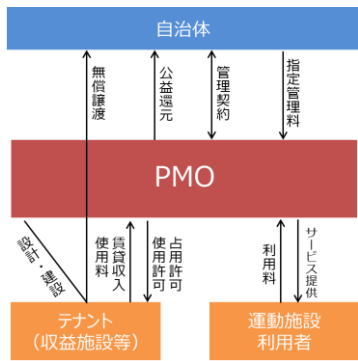 自治体
無償譲渡
公益還元
管理契約
指定管理料
PMO
設計・建設
使用料
賃貸収入
使用許可
占用許可
利用料
サービス提供
テナント
（収益施設等）
運動施設
利用者